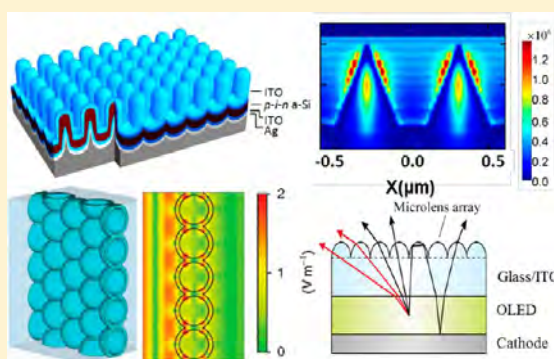 ITO
p-i-n a-Si
ITO
Ag
1.2
1.0
0.8
0.6
0.4
0.2
0
-0.5
0.0
0.5
X(μm)
2
1
0
(V m⁻¹)
Microlens array
Glass/ITO
OLED
Cathode